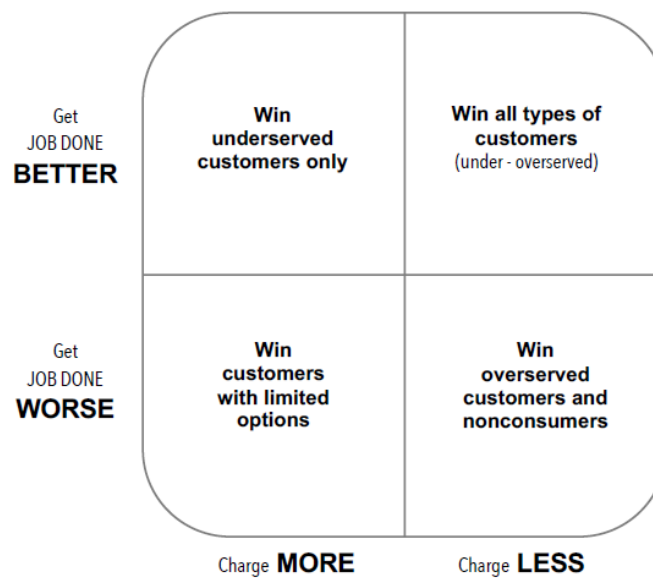 Get
JOB DONE
BETTER
Win
underserved
customers only
Win all types of
customers
(under - overserved)
Get
JOB DONE
WORSE
Win
customers
with limited
options
Win
overserved
customers and
nonconsumers
Charge MORE
Charge LESS